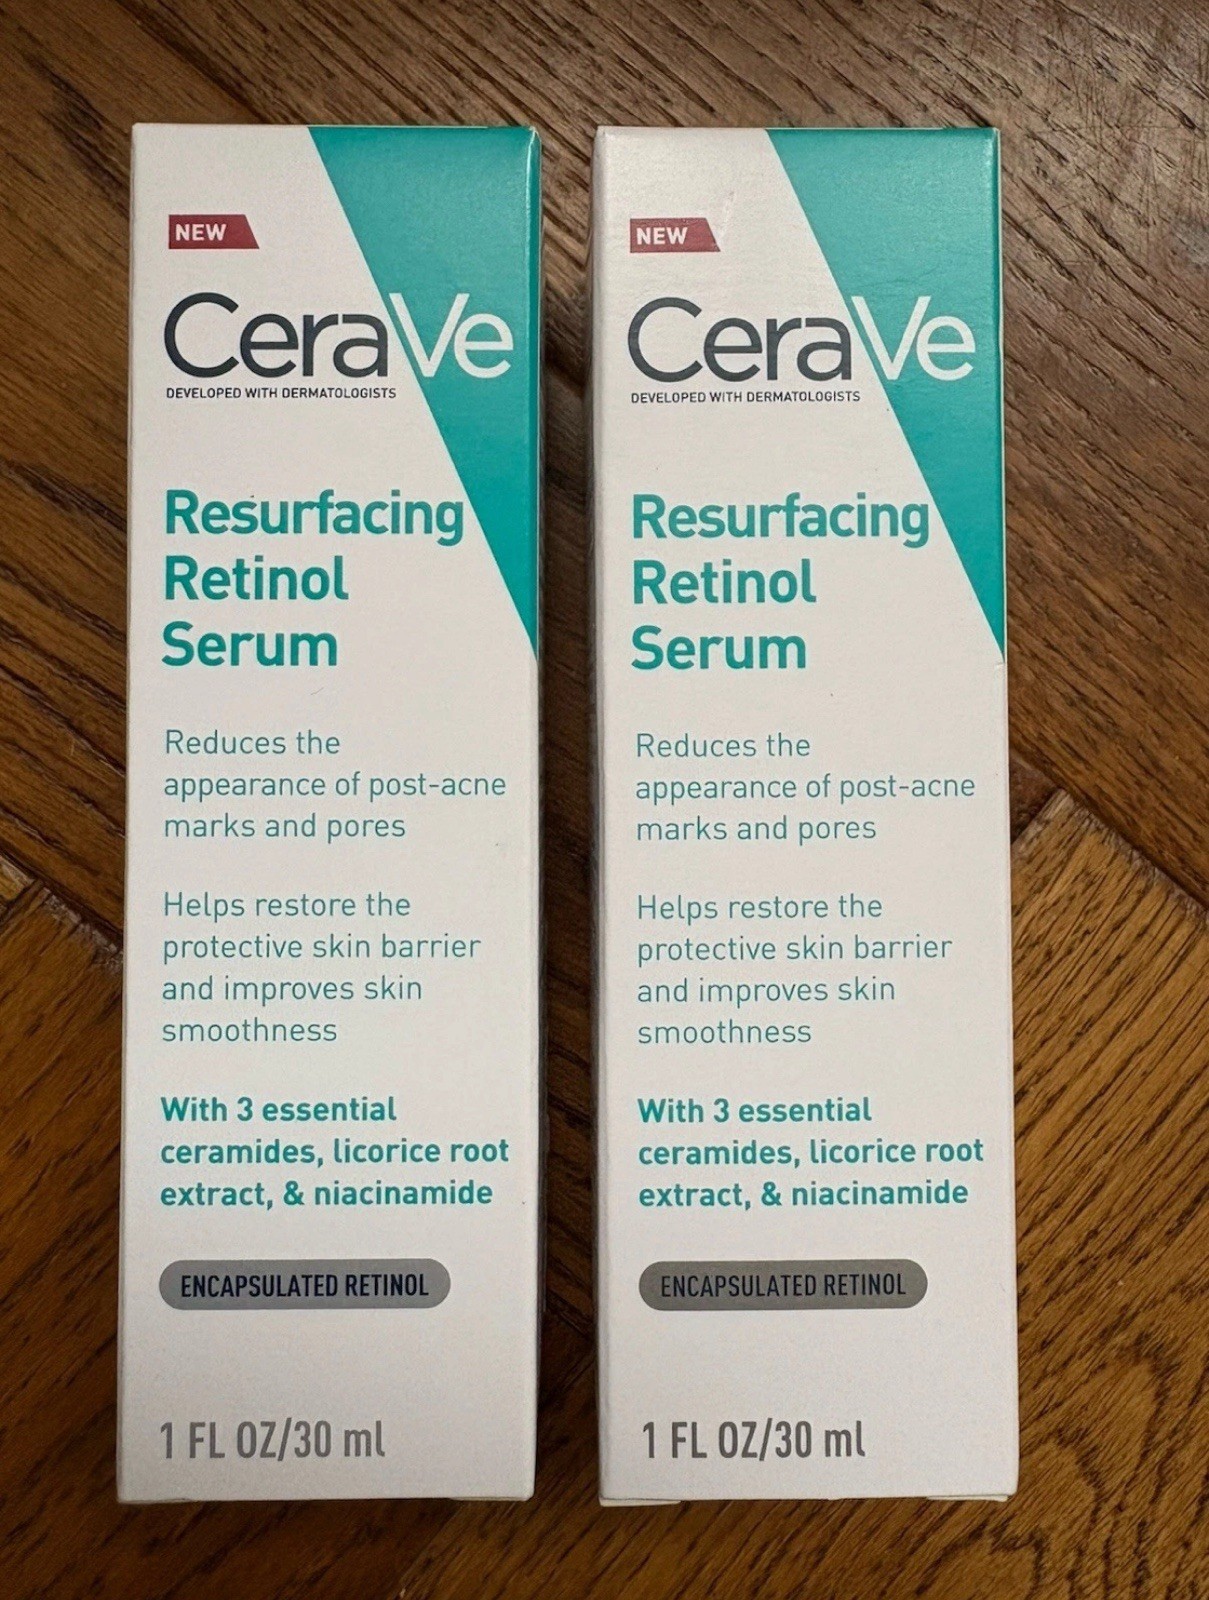 NEW
CeraVe
DEVELOPED WITH DERMATOLOGISTS
Resurfacing
Retinol
Serum
Reduces the
appearance of post-acne
marks and pores
Helps restore the
protective skin barrier
and improves skin
smoothness
With 3 essential
ceramides, licorice root
extract, & niacinamide
ENCAPSULATED RETINOL
1 FL OZ/30 ml
NEW
CeraVe
DEVELOPED WITH DERMATOLOGISTS
Resurfacing
Retinol
Serum
Reduces the
appearance of post-acne
marks and pores
Helps restore the
protective skin barrier
and improves skin
smoothness
With 3 essential
ceramides, licorice root
extract, & niacinamide
ENCAPSULATED RETINOL
1 FL OZ/30 ml